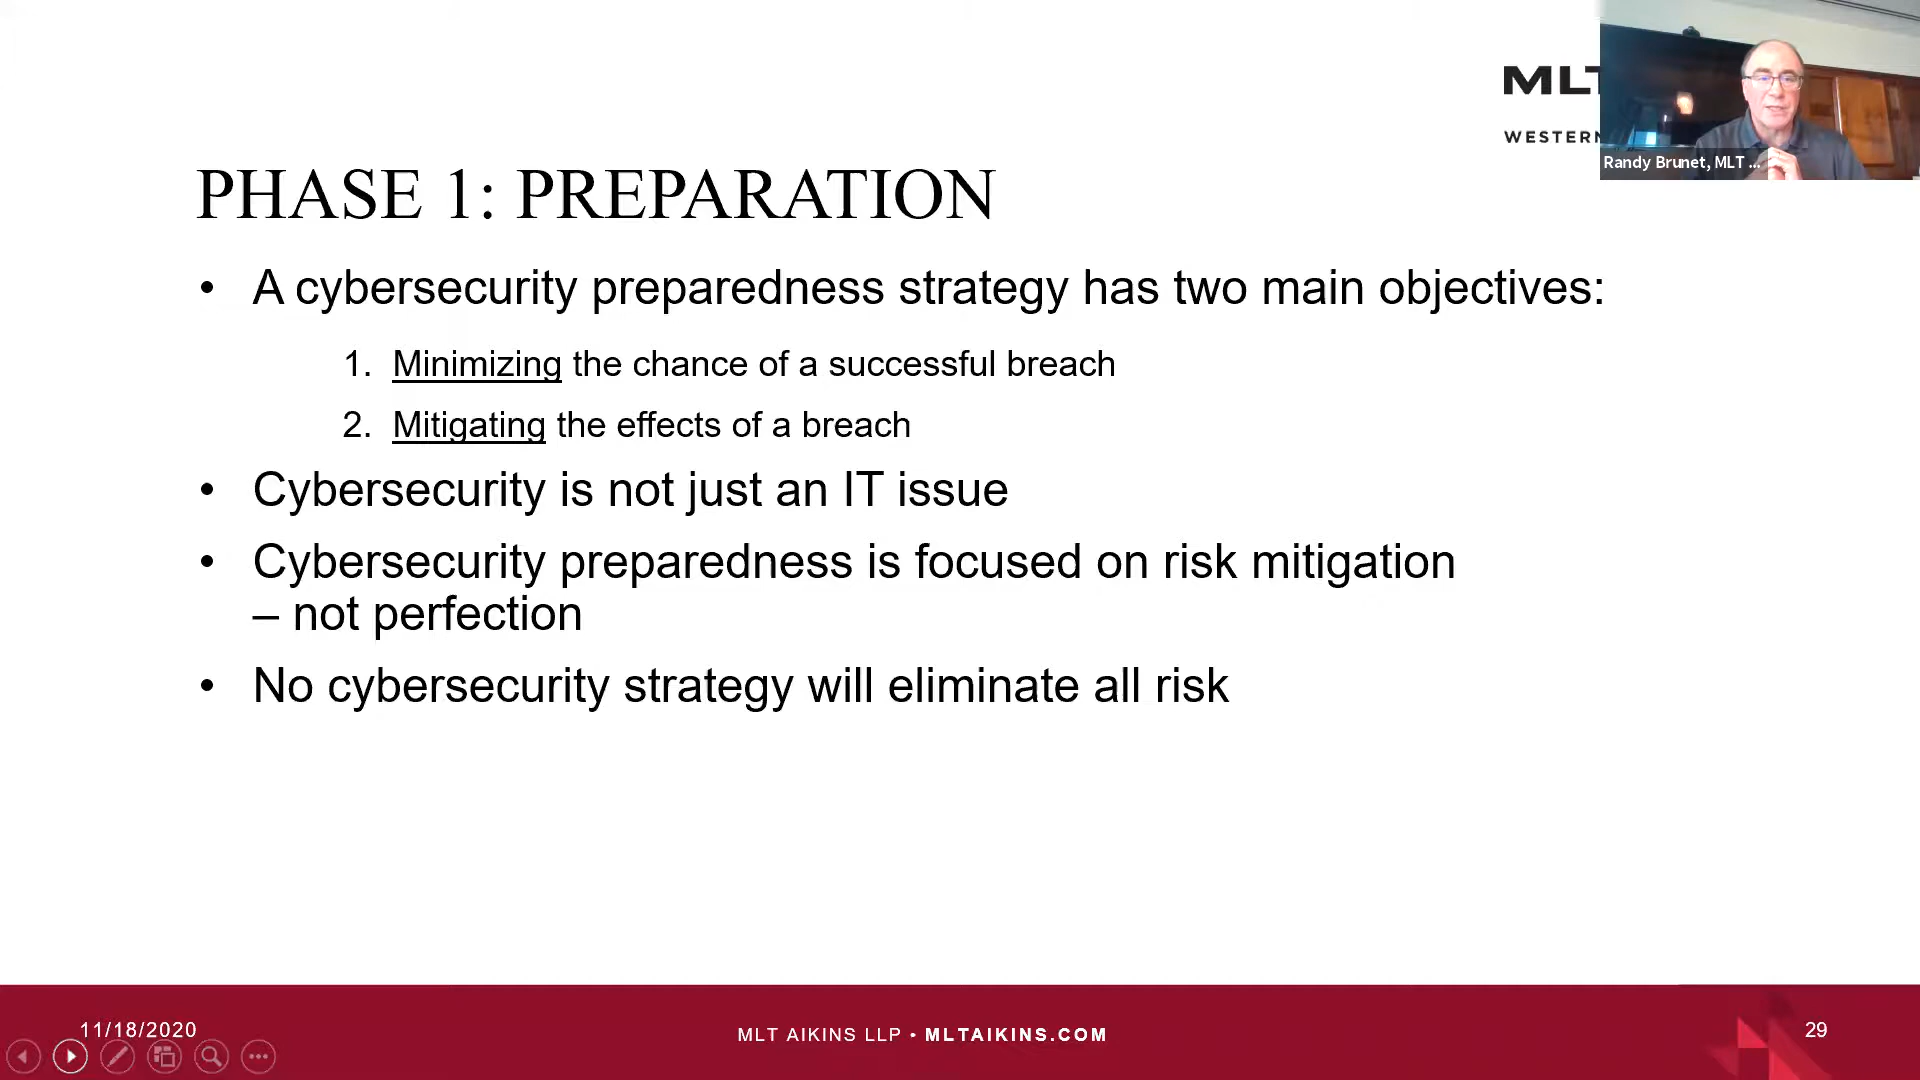 MLT
WESTERN
Randy Brunet, MLT ...
PHASE 1: PREPARATION
• A cybersecurity preparedness strategy has two main objectives:
1. Minimizing the chance of a successful breach
2. Mitigating the effects of a breach
• Cybersecurity is not just an IT issue
• Cybersecurity preparedness is focused on risk mitigation
– not perfection
• No cybersecurity strategy will eliminate all risk
11/18/2020
MLT AIKINS LLP • MLTAIKINS.COM
29